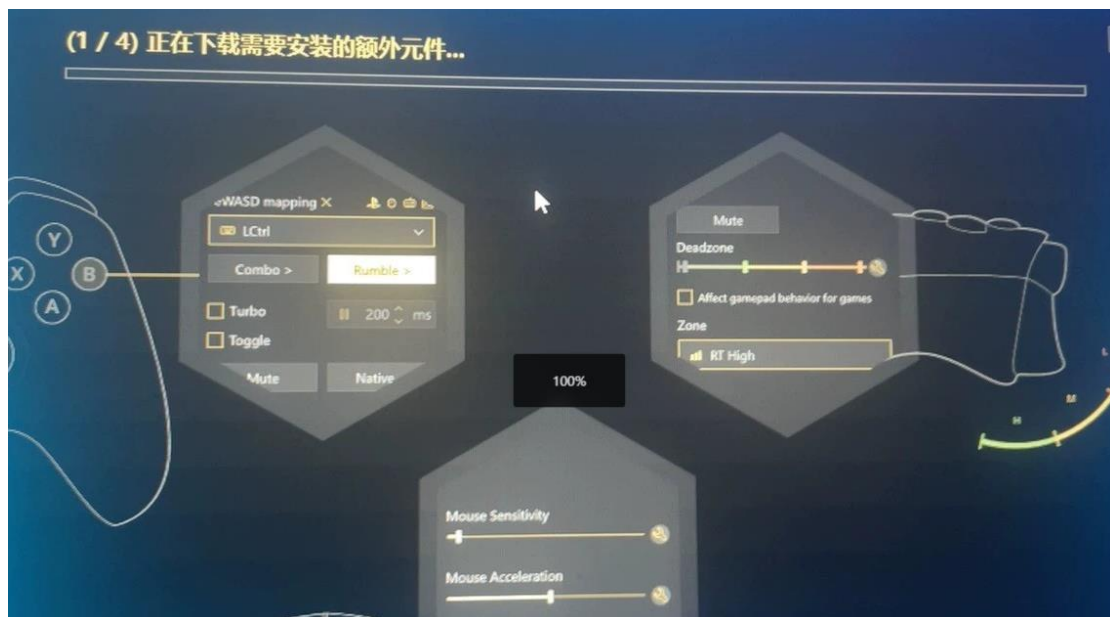 (1 / 4) 正在下载需要安装的额外元件...
eWASD mapping ×
LCtrl
Combo >
Rumble >
Turbo
200 ms
Toggle
Mute
Native
Mute
Deadzone
Affect gamepad behavior for games
Zone
RT High
100%
Y
X
B
A
L
M
H
Mouse Sensitivity
Mouse Acceleration